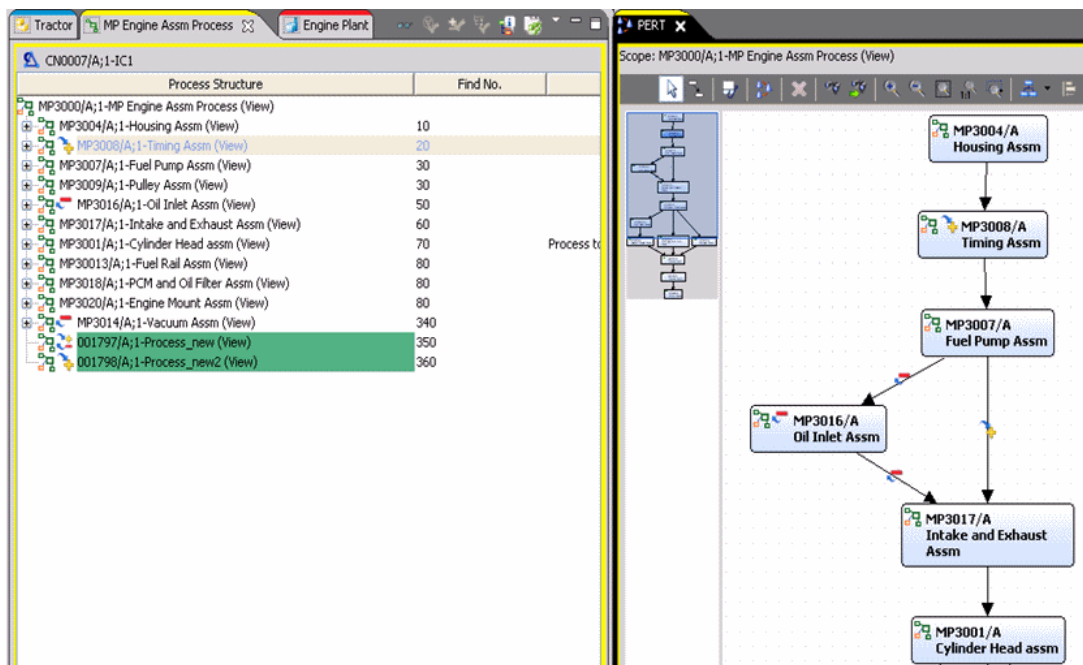 Tractor
MP Engine Assm Process
Engine Plant
CN0007/A;1-IC1
Process Structure Find No.
MP3000/A;1-MP Engine Assm Process (View)
MP3004/A;1-Housing Assm (View) 10
MP3008/A;1-Timing Assm (View) 20
MP3007/A;1-Fuel Pump Assm (View) 30
MP3009/A;1-Pulley Assm (View) 30
MP3016/A;1-Oil Inlet Assm (View) 50
MP3017/A;1-Intake and Exhaust Assm (View) 60
MP3001/A;1-Cylinder Head assm (View) 70 Process to
MP30013/A;1-Fuel Rail Assm (View) 80
MP3018/A;1-PCM and Oil Filter Assm (View) 80
MP3020/A;1-Engine Mount Assm (View) 80
MP3014/A;1-Vacuum Assm (View) 340
001797/A;1-Process_new (View) 350
001798/A;1-Process_new2 (View) 360
PERT
Scope: MP3000/A;1-MP Engine Assm Process (View)
MP3004/A
Housing Assm
MP3008/A
Timing Assm
MP3007/A
Fuel Pump Assm
MP3016/A
Oil Inlet Assm
MP3017/A
Intake and Exhaust
Assm
MP3001/A
Cylinder Head assm